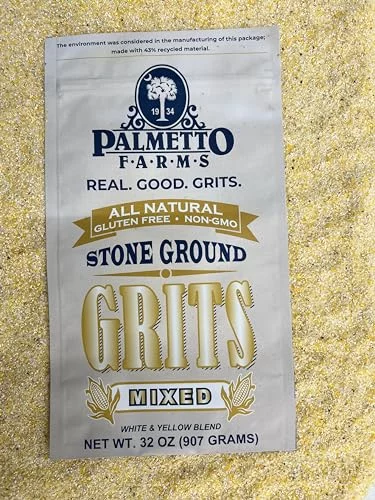 The environment was considered in the manufacturing of this package;
made with 43% recycled material.
19 34
PALMETTO
FARMS
REAL. GOOD. GRITS.
ALL NATURAL
GLUTEN FREE • NON-GMO
STONE GROUND
GRITS
MIXED
WHITE & YELLOW BLEND
NET WT. 32 OZ (907 GRAMS)